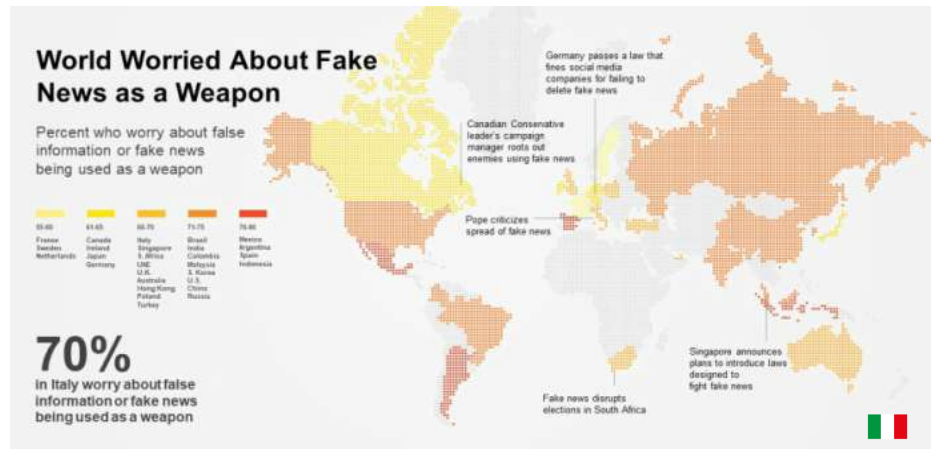 World Worried About Fake
News as a Weapon
Percent who worry about false
information or fake news
being used as a weapon
55-60
61-65
66-70
71-75
76-80
France
Sweden
Netherlands
Canada
Ireland
Japan
Germany
Italy
Singapore
S. Africa
UAE
U.K.
Australia
Hong Kong
Poland
Turkey
Brazil
India
Colombia
Malaysia
S. Korea
U.S.
China
Russia
Mexico
Argentina
Spain
Indonesia
70%
in Italy worry about false
information or fake news
being used as a weapon
Germany passes a law that
fines social media
companies for failing to
delete fake news
Canadian Conservative
leader's campaign
manager roots out
enemies using fake news
Pope criticizes
spread of fake news
Fake news disrupts
elections in South Africa
Singapore announces
plans to introduce laws
designed to
fight fake news